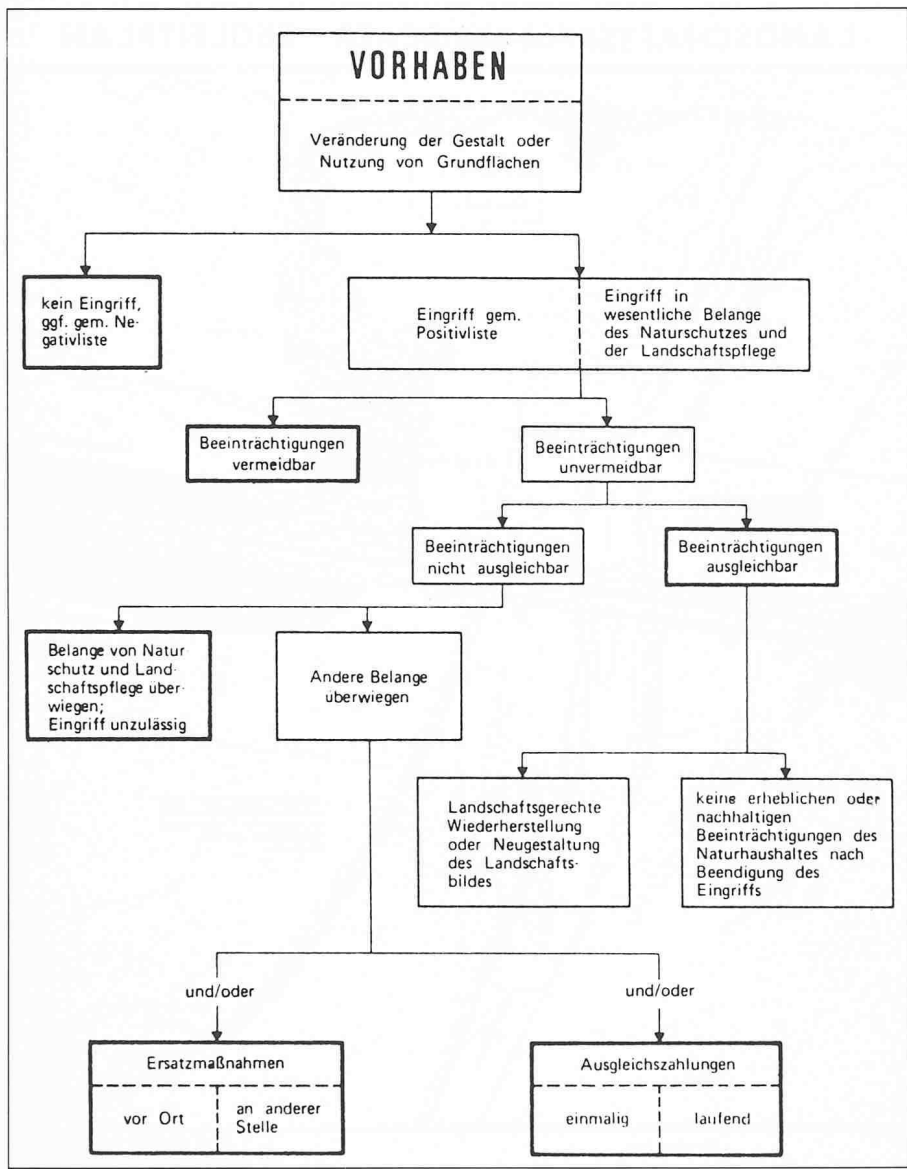 VORHABEN
Veränderung der Gestalt oder
Nutzung von Grundflächen
kein Eingriff,
ggf. gem. Ne-
gativliste
Eingriff gem.
Positivliste
Eingriff in
wesentliche Belange
des Naturschutzes und
der Landschaftspflege
Beeinträchtigungen
vermeidbar
Beeinträchtigungen
unvermeidbar
Beeinträchtigungen
nicht ausgleichbar
Beeinträchtigungen
ausgleichbar
Belange von Natur-
schutz und Land-
schaftspflege über-
wiegen;
Eingriff unzulässig
Andere Belange
überwiegen
Landschaftsgerechte
Wiederherstellung
oder Neugestaltung
des Landschafts-
bildes
keine erheblichen oder
nachhaltigen
Beeinträchtigungen des
Naturhaushaltes nach
Beendigung des
Eingriffs
und/oder
und/oder
Ersatzmaßnahmen
vor Ort
an anderer
Stelle
Ausgleichszahlungen
einmalig
laufend